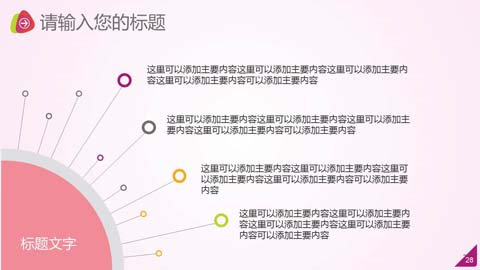 请输入您的标题
这里可以添加主要内容这里可以添加主要内容这里可以添加主要内
容这里可以添加主要内容可以添加主要内容
这里可以添加主要内容这里可以添加主要内容这里可以添加主
要内容这里可以添加主要内容可以添加主要内容
这里可以添加主要内容这里可以添加主要内容这里可
以添加主要内容这里可以添加主要内容可以添加主要
内容
这里可以添加主要内容这里可以添加主要内
容这里可以添加主要内容这里可以添加主要
内容可以添加主要内容
标题文字
28